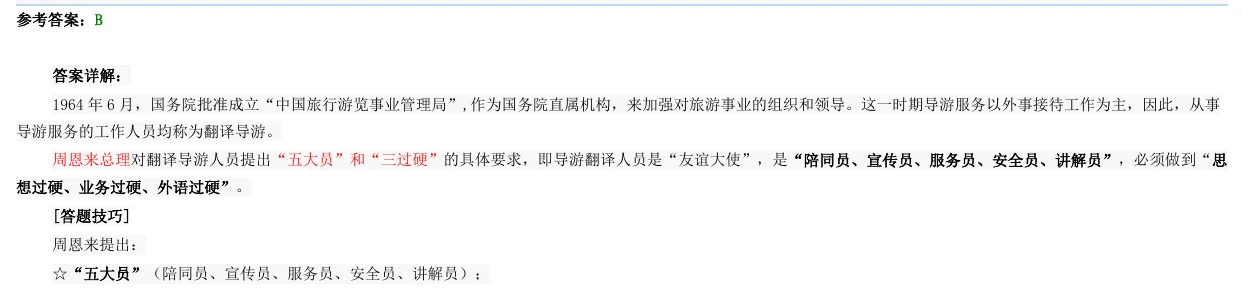 参考答案：B
答案详解：
1964 年 6 月，国务院批准成立“中国旅行游览事业管理局”,作为国务院直属机构，来加强对旅游事业的组织和领导。这一时期导游服务以外事接待工作为主，因此，从事
导游服务的工作人员均称为翻译导游。
周恩来总理对翻译导游人员提出“五大员”和“三过硬”的具体要求，即导游翻译人员是“友谊大使”，是“陪同员、宣传员、服务员、安全员、讲解员”，必须做到“思
想过硬、业务过硬、外语过硬”。
[答题技巧]
周恩来提出：
☆“五大员”（陪同员、宣传员、服务员、安全员、讲解员）；